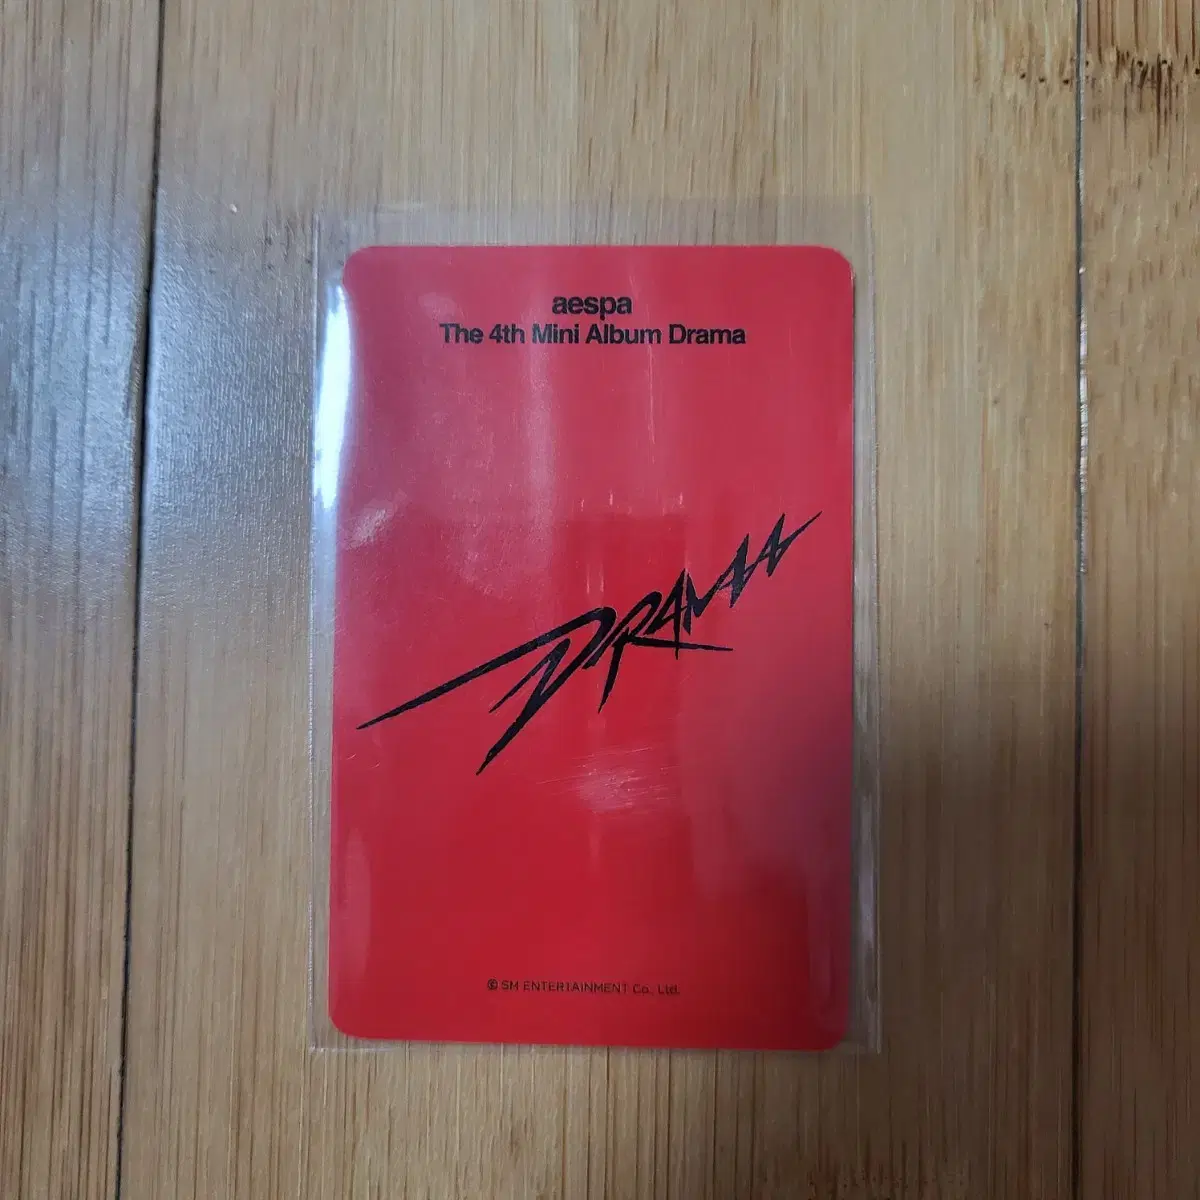 aespa
The 4th Mini Album Drama
DRAMA
© SM ENTERTAINMENT Co., Ltd.